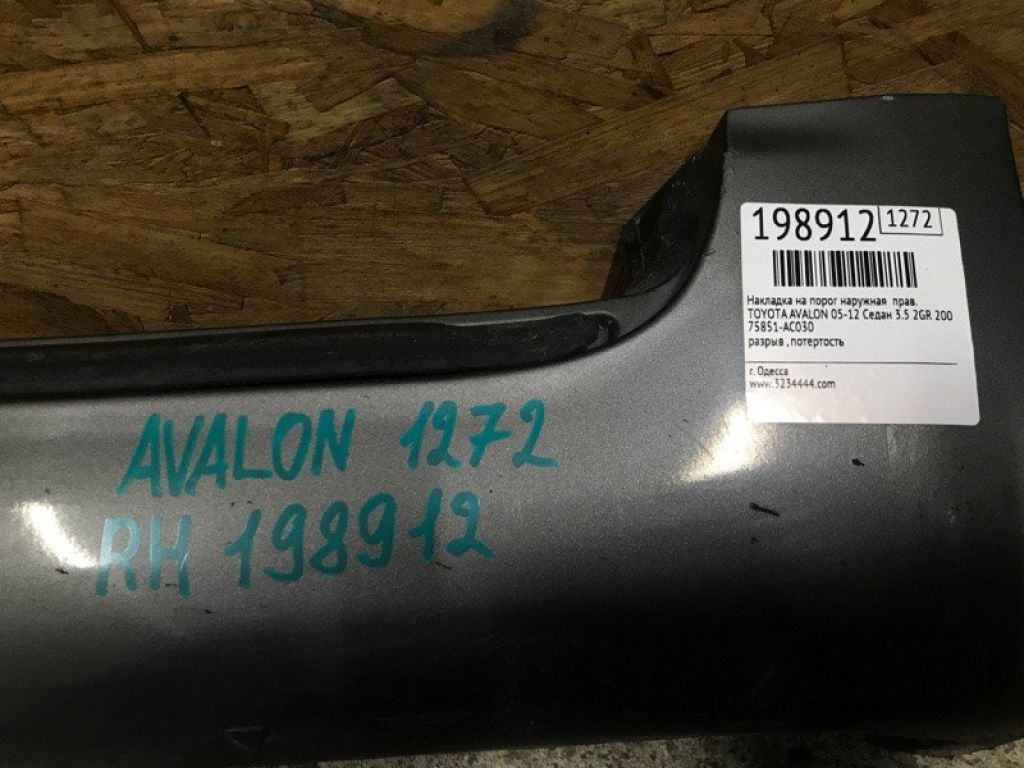 198912 1272
Накладка на порог наружная прав.
TOYOTA AVALON 05-12 Седан 3.5 2GR 200
75851-AC030
разрыв , потертость
г. Одесса
www.3234444.com
AVALON 1272
RH 198912